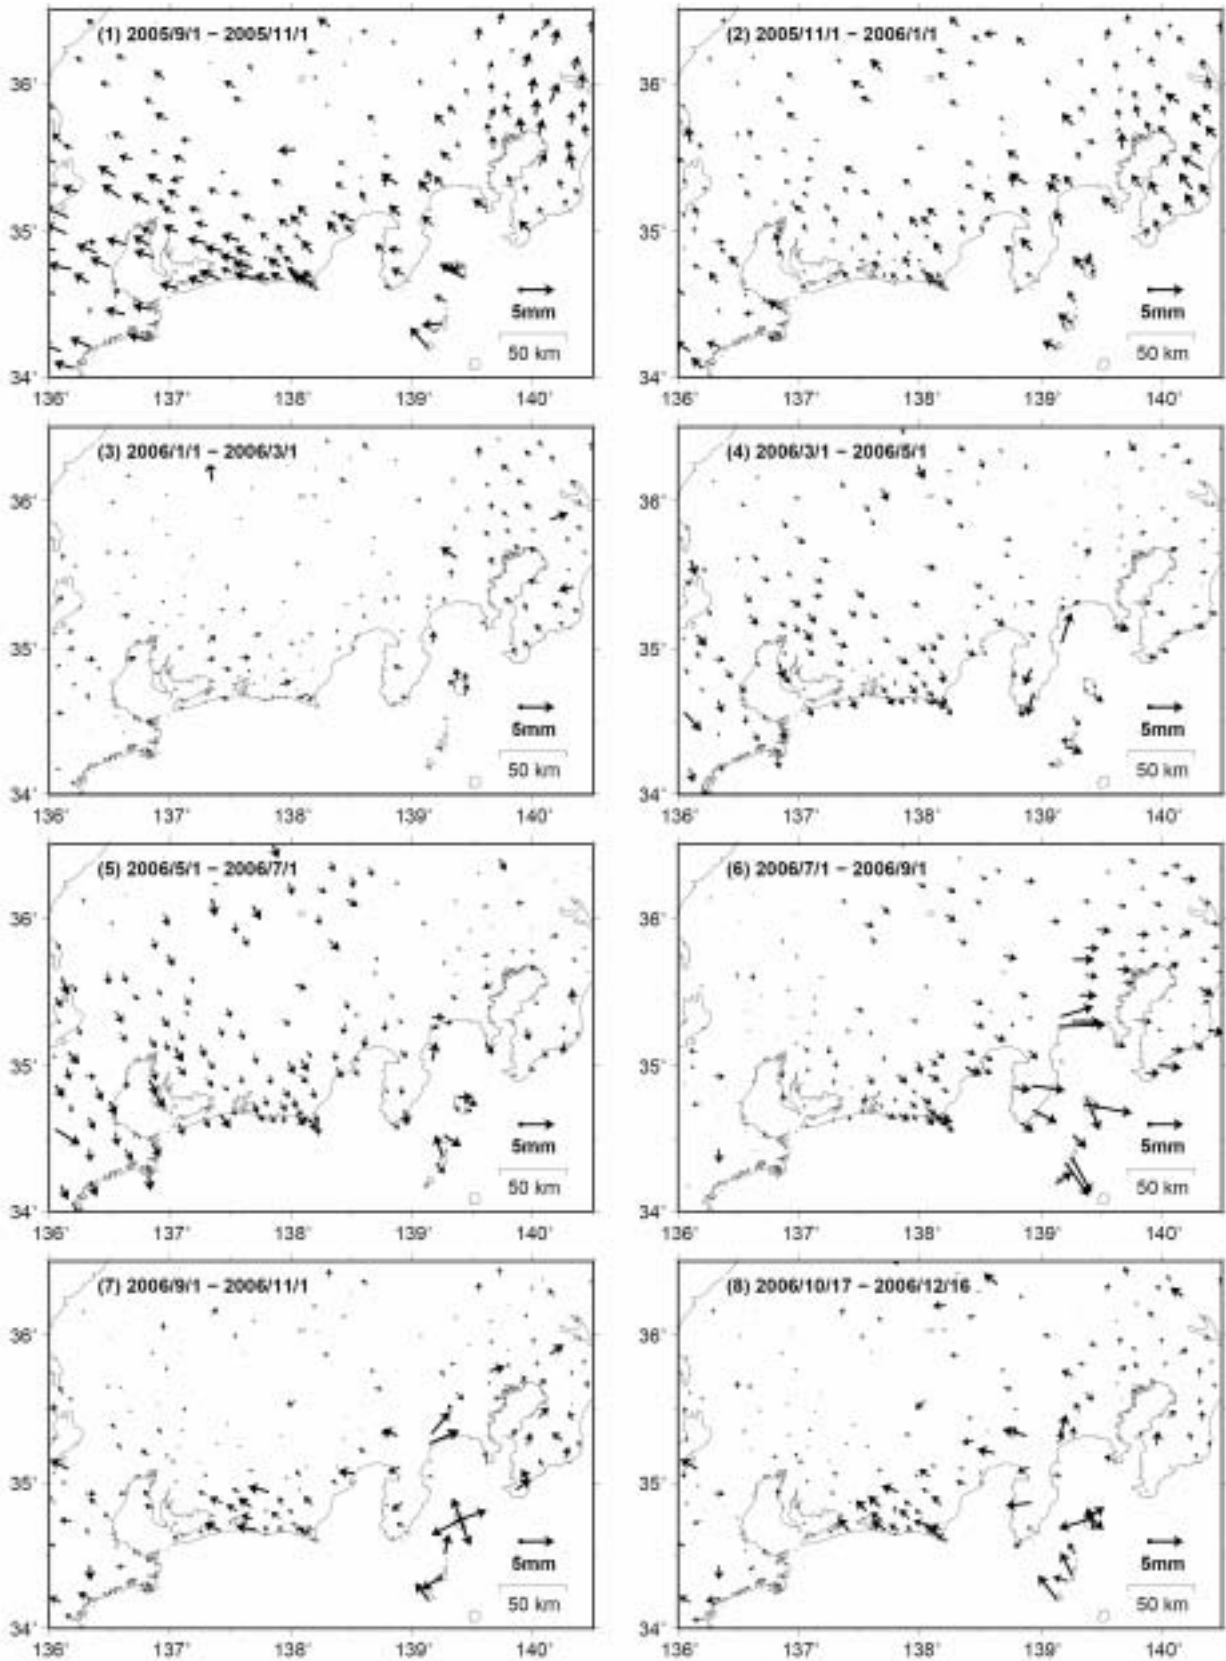 (1) 2005/9/1 – 2005/11/1
36°
35°
34°
5mm
50 km
136° 137° 138° 139° 140°
(2) 2005/11/1 – 2006/1/1
36°
35°
34°
5mm
50 km
136° 137° 138° 139° 140°
(3) 2006/1/1 – 2006/3/1
36°
35°
34°
5mm
50 km
136° 137° 138° 139° 140°
(4) 2006/3/1 – 2006/5/1
36°
35°
34°
5mm
50 km
136° 137° 138° 139° 140°
(5) 2006/5/1 – 2006/7/1
36°
35°
34°
5mm
50 km
136° 137° 138° 139° 140°
(6) 2006/7/1 – 2006/9/1
36°
35°
34°
5mm
50 km
136° 137° 138° 139° 140°
(7) 2006/9/1 – 2006/11/1
36°
35°
34°
5mm
50 km
136° 137° 138° 139° 140°
(8) 2006/10/17 – 2006/12/16
36°
35°
34°
5mm
50 km
136° 137° 138° 139° 140°